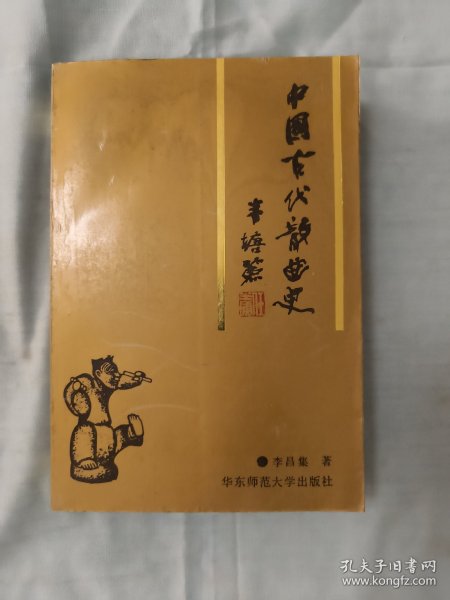 中國古代散曲史
●李昌集 著
华东师范大学出版社
孔夫子旧书网
www.kongfz.com